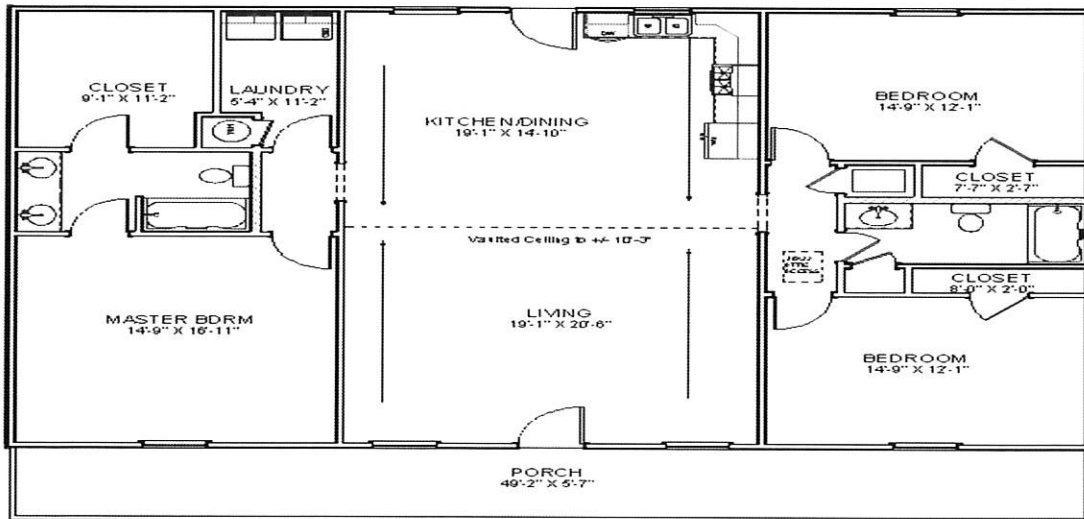 CLOSET
9'-1" X 11'-2"
LAUNDRY
5'-4" X 11'-2"
KITCHEN/DINING
19'-1" X 14'-10"
BEDROOM
14'-9" X 12'-1"
CLOSET
7'-7" X 2'-7"
Vaulted Ceiling to +/- 10'-3"
CLOSET
8'-0" X 2'-0"
MASTER BDRM
14'-9" X 16'-11"
LIVING
19'-1" X 20'-6"
BEDROOM
14'-9" X 12'-1"
PORCH
49'-2" X 5'-7"